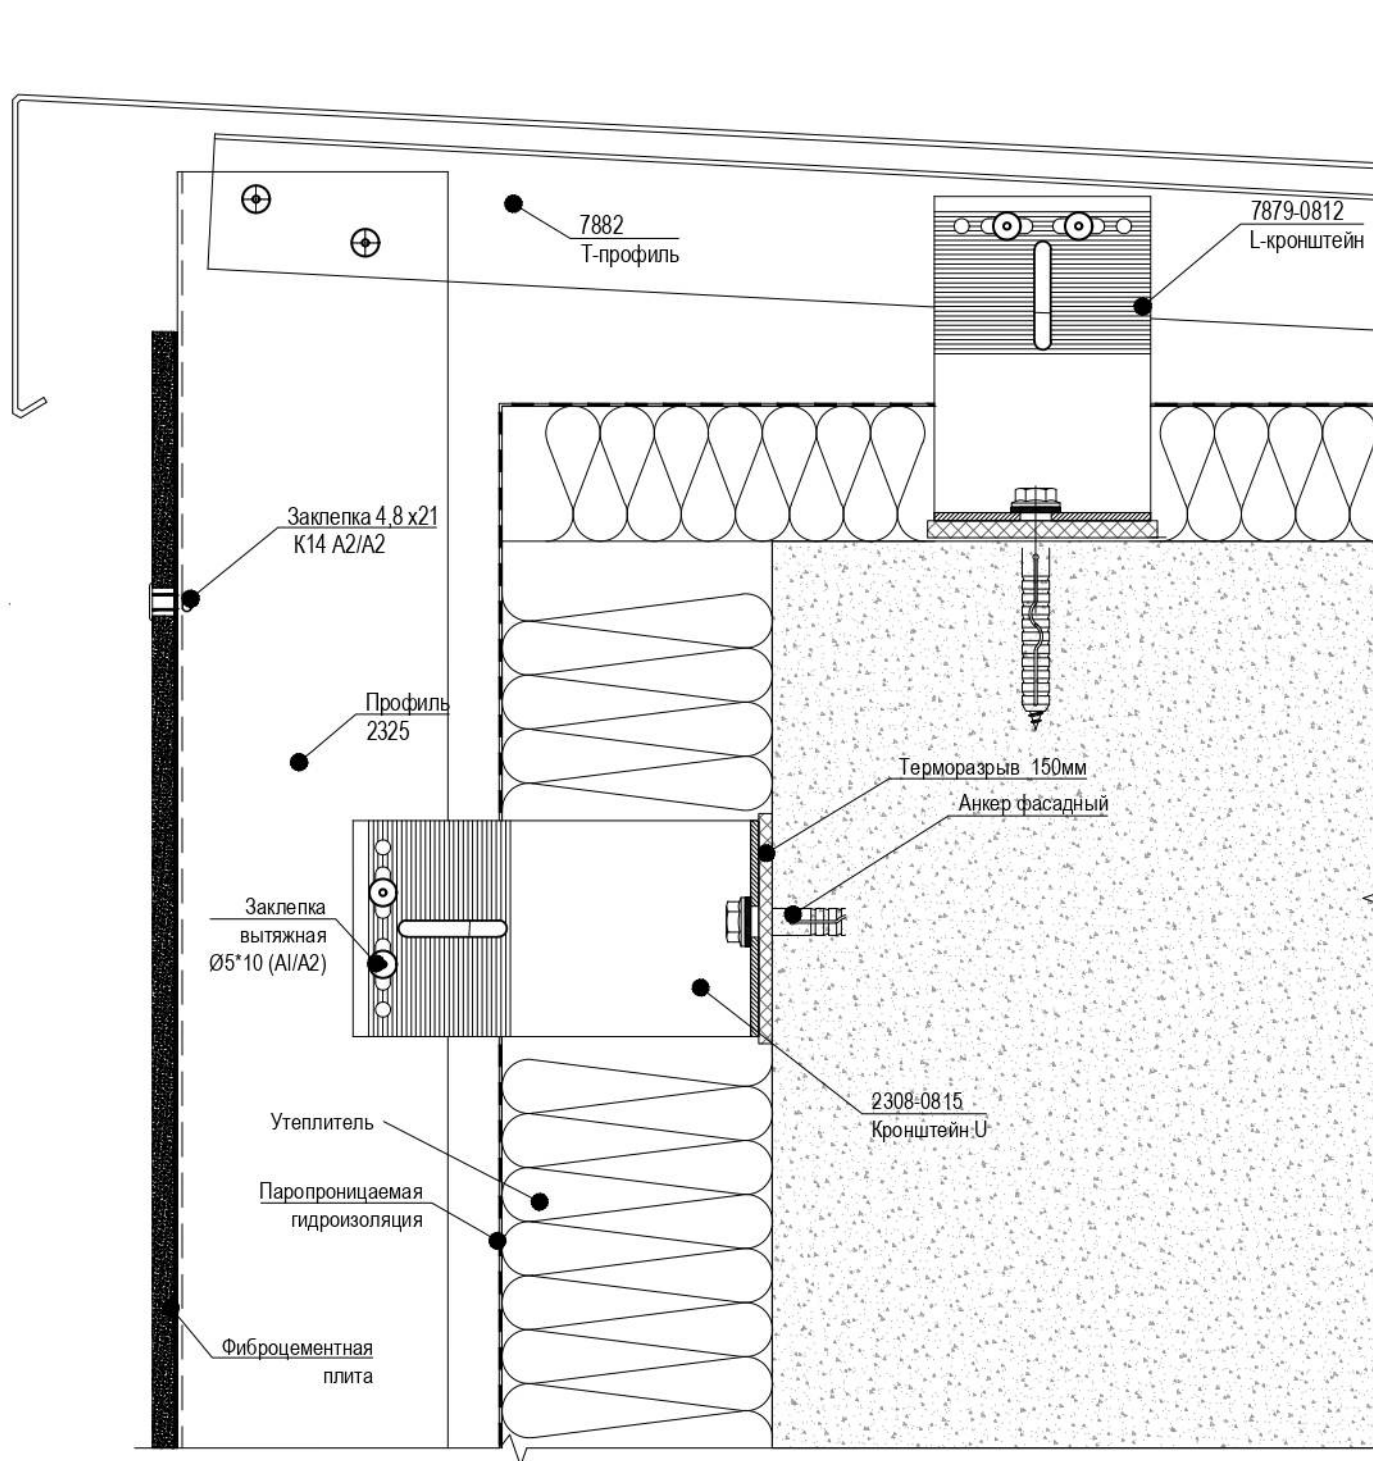 7882
Т-профиль
7879-0812
L-кронштейн
Заклепка 4,8 х21
К14 А2/А2
Профиль
2325
Терморазрыв 150мм
Анкер фасадный
Заклепка
вытяжная
Ø5*10 (Al/A2)
2308-0815
Кронштейн U
Утеплитель
Паропроницаемая
гидроизоляция
Фиброцементная
плита